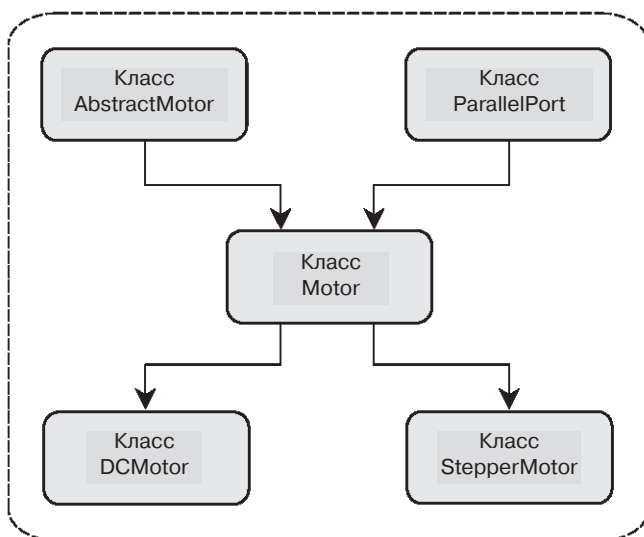 Класс
AbstractMotor
Класс
ParallelPort
Класс
Motor
Класс
DCMotor
Класс
StepperMotor